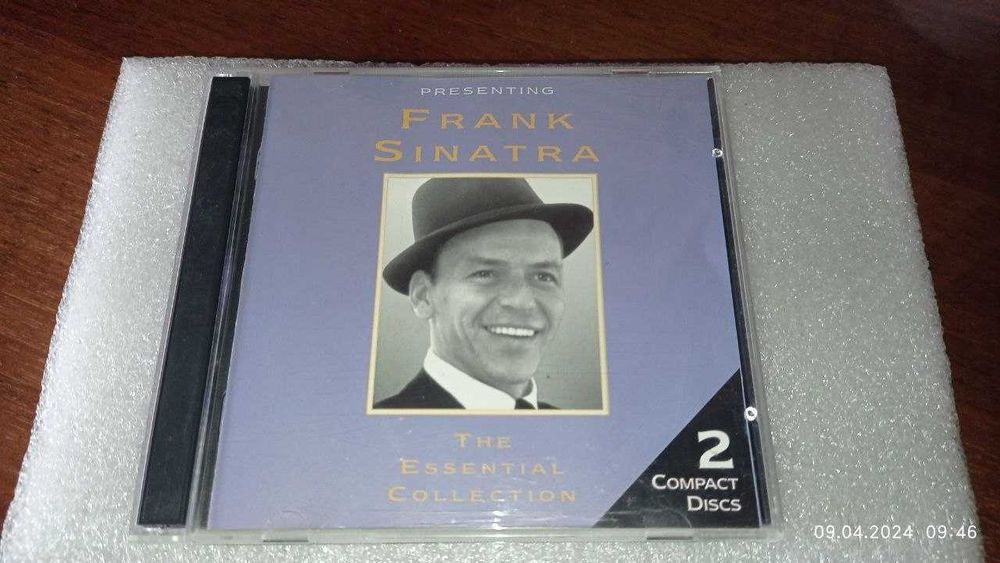 PRESENTING
FRANK
SINATRA
THE
ESSENTIAL
COLLECTION
2
COMPACT
DISCS
09.04.2024 09:46